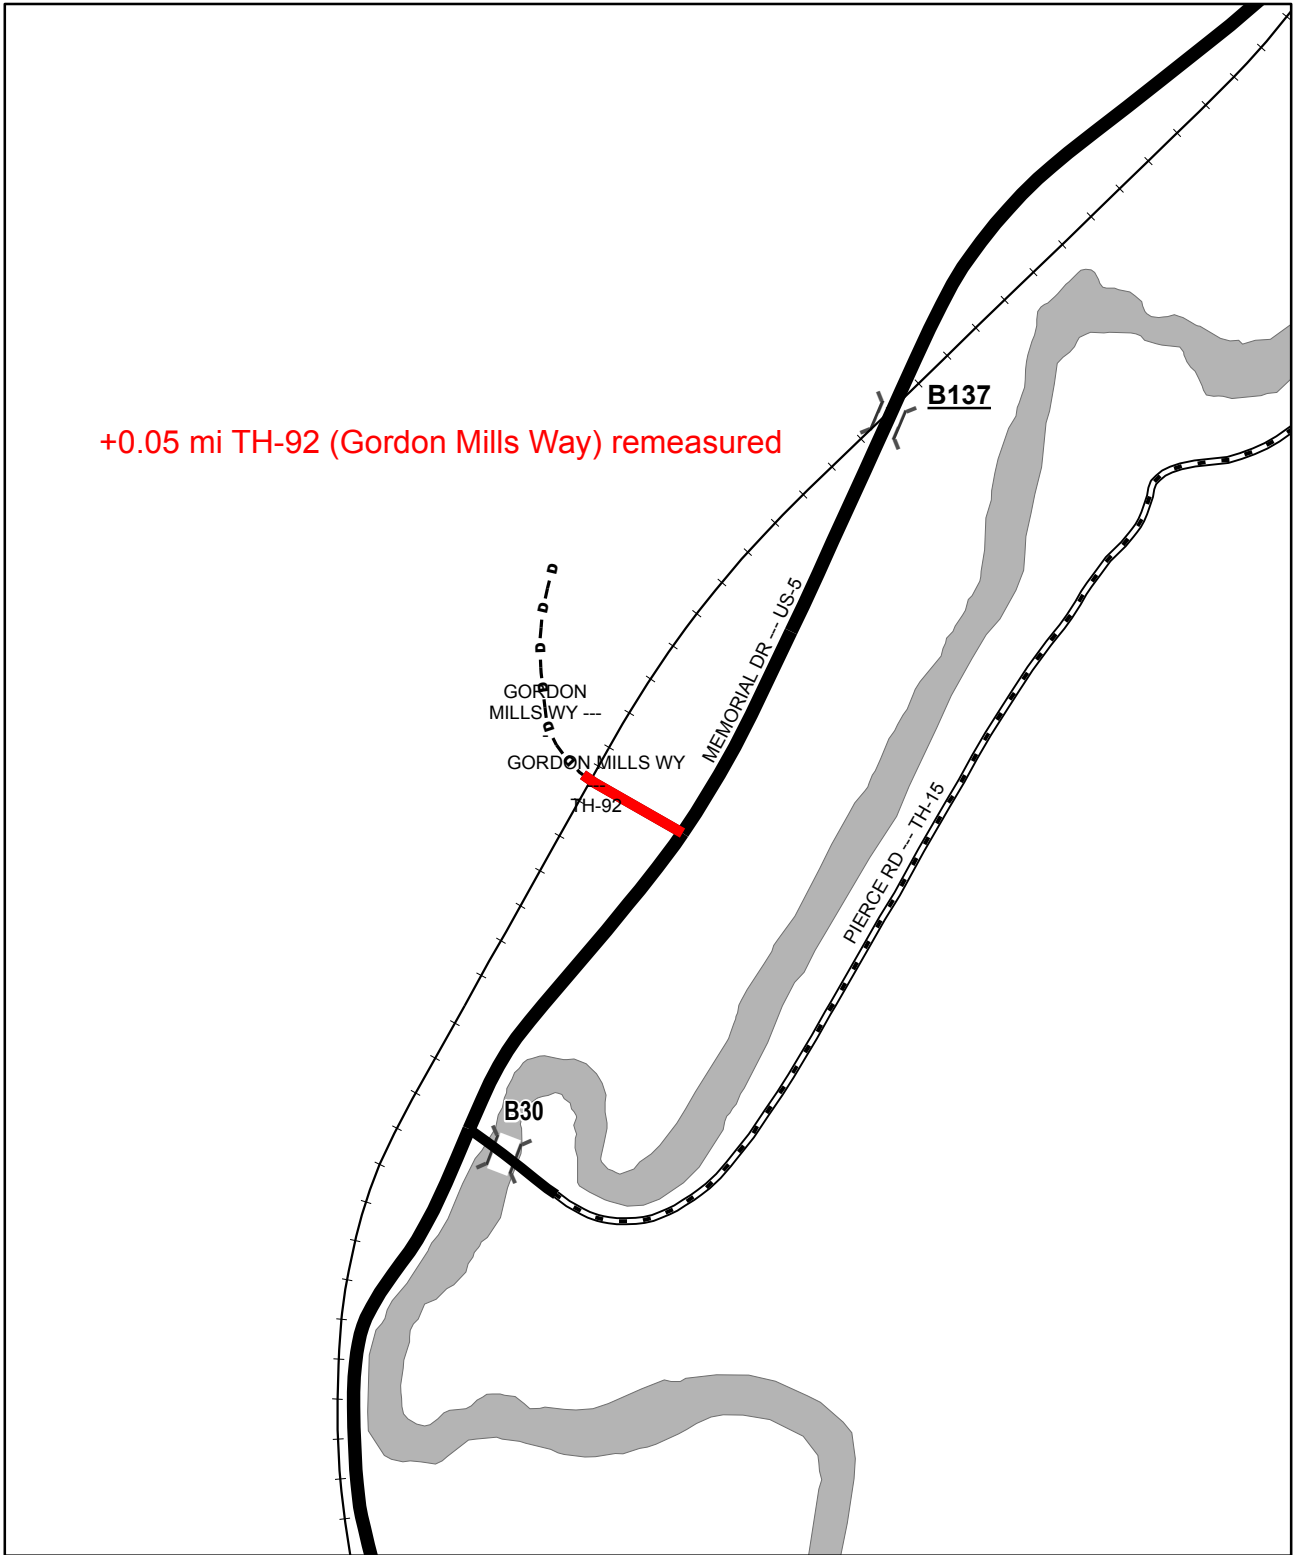 B137
+0.05 mi TH-92 (Gordon Mills Way) remeasured
D
D
D
MEMORIAL DR --- US-5
D
GORDON
MILLS WY ---
-
D
D
GORDON MILLS WY
---
TH-92
PIERCE RD --- TH-15
B30